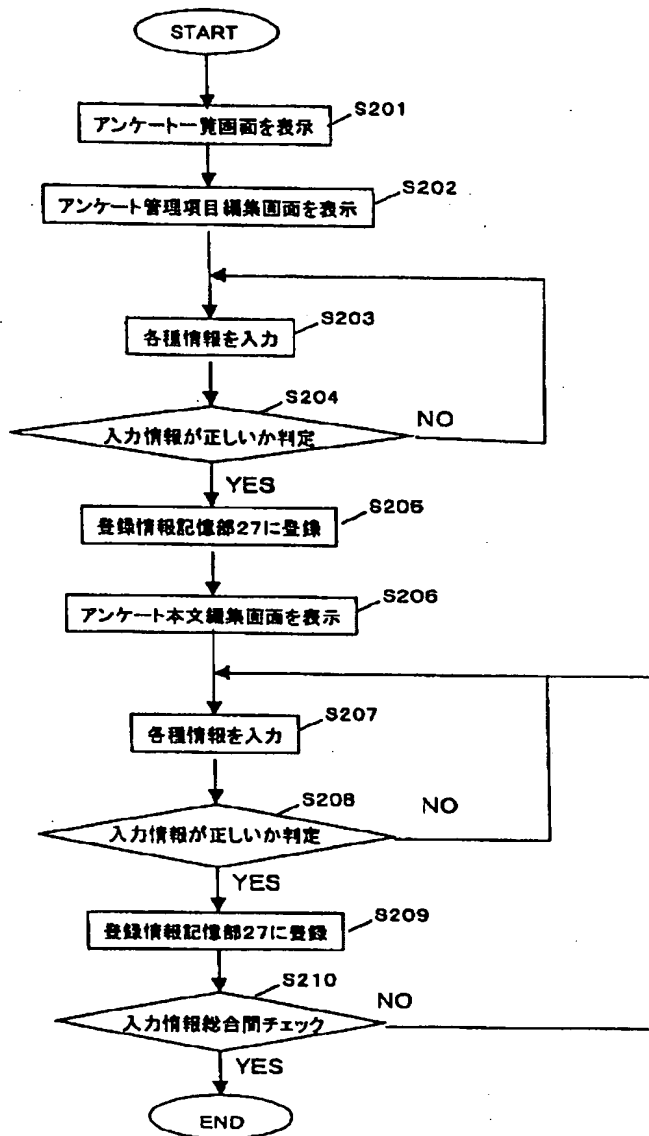 START
S201
アンケート一覧画面を表示
S202
アンケート管理項目編集画面を表示
S203
各種情報を入力
S204
入力情報が正しいか判定
NO
YES
S205
登録情報記憶部27に登録
S206
アンケート本文編集画面を表示
S207
各種情報を入力
S208
入力情報が正しいか判定
NO
YES
S209
登録情報記憶部27に登録
S210
入力情報総合間チェック
NO
YES
END